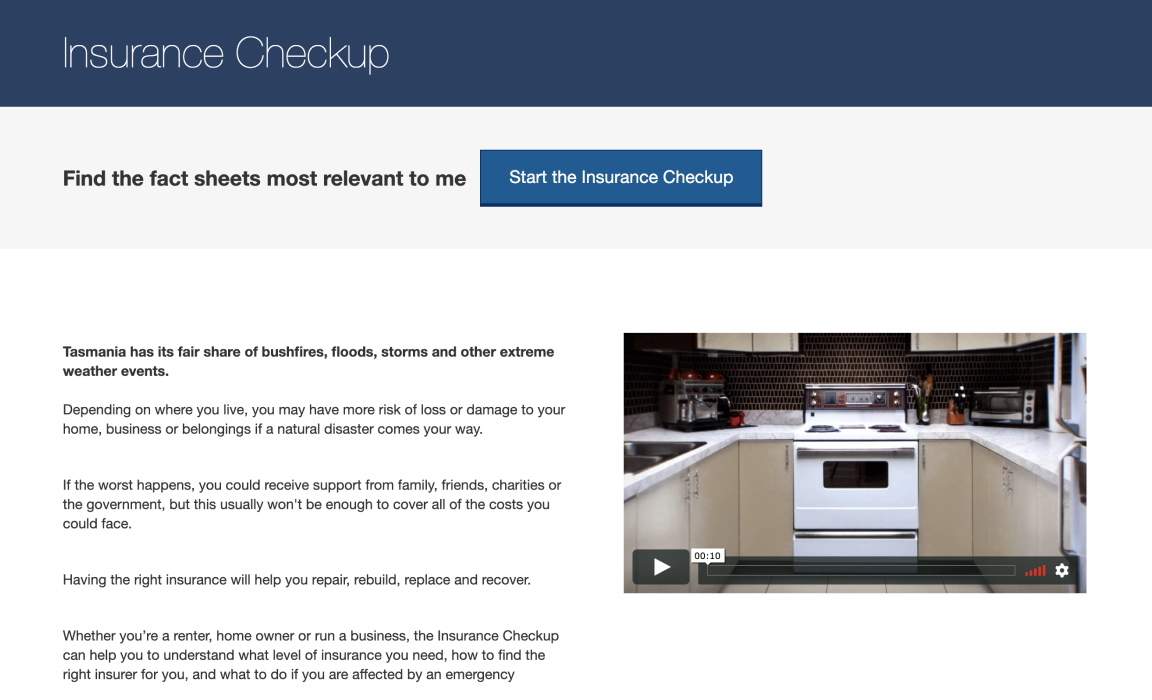 Insurance Checkup
Find the fact sheets most relevant to me
Start the Insurance Checkup
Tasmania has its fair share of bushfires, floods, storms and other extreme
weather events.
Depending on where you live, you may have more risk of loss or damage to your
home, business or belongings if a natural disaster comes your way.
If the worst happens, you could receive support from family, friends, charities or
the government, but this usually won't be enough to cover all of the costs you
could face.
Having the right insurance will help you repair, rebuild, replace and recover.
Whether you’re a renter, home owner or run a business, the Insurance Checkup
can help you to understand what level of insurance you need, how to find the
right insurer for you, and what to do if you are affected by an emergency
00:10